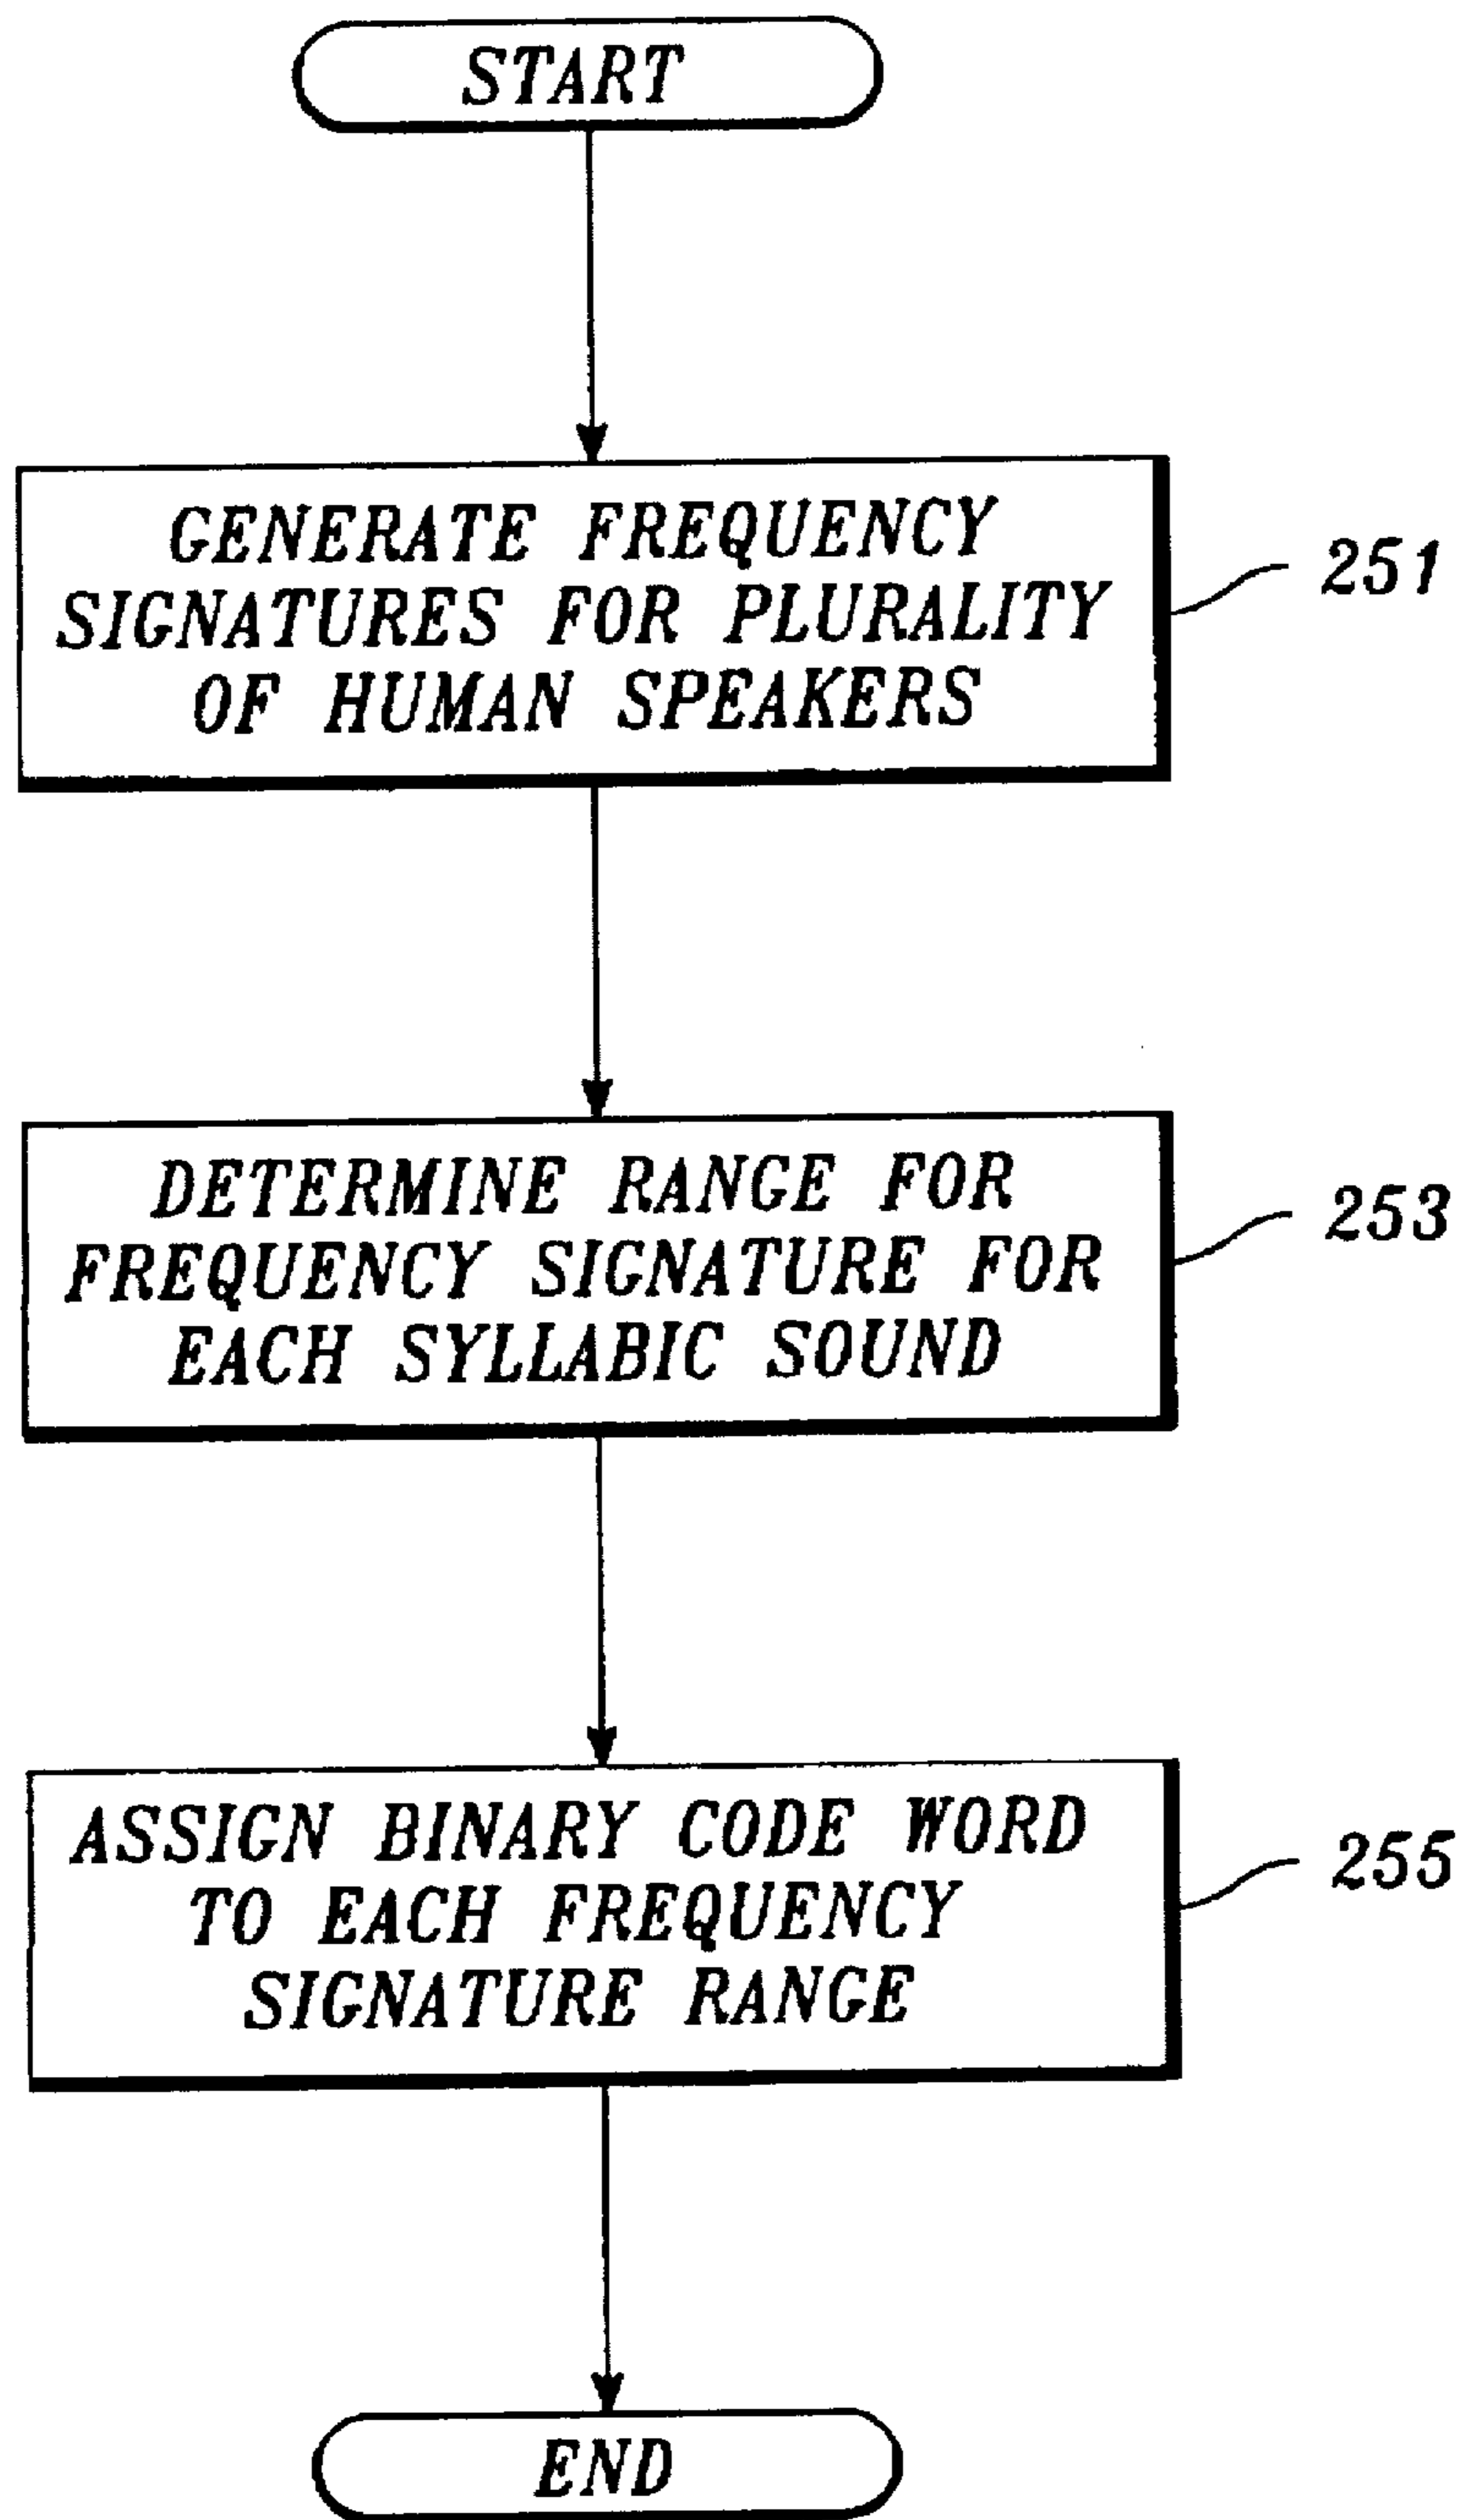 START
GENERATE FREQUENCY
SIGNATURES FOR PLURALITY
OF HUMAN SPEAKERS
251
DETERMINE RANGE FOR
FREQUENCY SIGNATURE FOR
EACH SYLLABIC SOUND
253
ASSIGN BINARY CODE WORD
TO EACH FREQUENCY
SIGNATURE RANGE
255
END